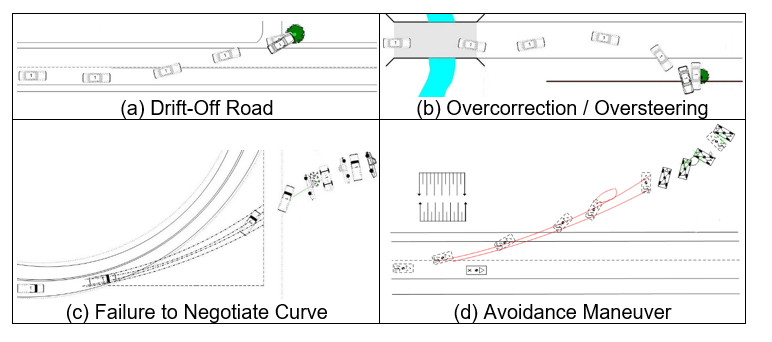 (a) Drift-Off Road
(b) Overcorrection / Oversteering
(c) Failure to Negotiate Curve
(d) Avoidance Maneuver